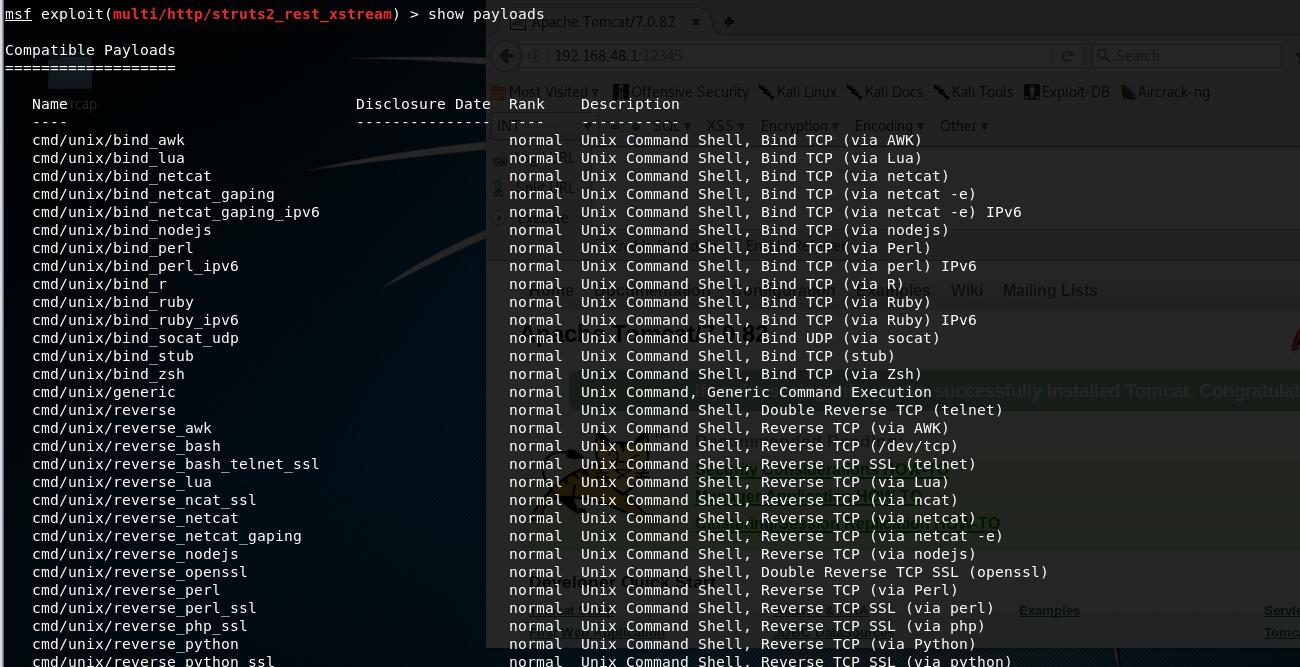 msf exploit(multi/http/struts2_rest_xstream) > show payloads
Apache Tomcat/7.0.82
Compatible Payloads
===================
192.168.48.1:12345
Search
Most Visited Offensive Security Kali Linux Kali Docs Kali Tools Exploit-DB Aircrack-ng
Name Disclosure Date Rank Description
---- --------------- ---- -----------
INT SQL XSS Encryption Encoding Other
cmd/unix/bind_awk normal Unix Command Shell, Bind TCP (via AWK)
cmd/unix/bind_lua normal Unix Command Shell, Bind TCP (via Lua)
cmd/unix/bind_netcat normal Unix Command Shell, Bind TCP (via netcat)
cmd/unix/bind_netcat_gaping normal Unix Command Shell, Bind TCP (via netcat -e)
cmd/unix/bind_netcat_gaping_ipv6 normal Unix Command Shell, Bind TCP (via netcat -e) IPv6
cmd/unix/bind_nodejs normal Unix Command Shell, Bind TCP (via nodejs)
cmd/unix/bind_perl normal Unix Command Shell, Bind TCP (via Perl)
cmd/unix/bind_perl_ipv6 normal Unix Command Shell, Bind TCP (via perl) IPv6
cmd/unix/bind_r normal Unix Command Shell, Bind TCP (via R)
Home Documentation Configuration Examples Wiki Mailing Lists
cmd/unix/bind_ruby normal Unix Command Shell, Bind TCP (via Ruby)
cmd/unix/bind_ruby_ipv6 normal Unix Command Shell, Bind TCP (via Ruby) IPv6
Apache Tomcat/7.0.82
cmd/unix/bind_socat_udp normal Unix Command Shell, Bind UDP (via socat)
cmd/unix/bind_stub normal Unix Command Shell, Bind TCP (stub)
cmd/unix/bind_zsh normal Unix Command Shell, Bind TCP (via Zsh)
cmd/unix/generic normal Unix Command, Generic Command Execution
successfully installed Tomcat.
cmd/unix/reverse normal Unix Command Shell, Double Reverse TCP (telnet)
cmd/unix/reverse_awk normal Unix Command Shell, Reverse TCP (via AWK)
TM
cmd/unix/reverse_bash normal Unix Command Shell, Reverse TCP (/dev/tcp)
cmd/unix/reverse_bash_telnet_ssl normal Unix Command Shell, Reverse TCP SSL (telnet)
cmd/unix/reverse_lua normal Unix Command Shell, Reverse TCP (via Lua)
cmd/unix/reverse_ncat_ssl normal Unix Command Shell, Reverse TCP (via ncat)
cmd/unix/reverse_netcat normal Unix Command Shell, Reverse TCP (via netcat)
cmd/unix/reverse_netcat_gaping normal Unix Command Shell, Reverse TCP (via netcat -e)
cmd/unix/reverse_nodejs normal Unix Command Shell, Reverse TCP (via nodejs)
cmd/unix/reverse_openssl normal Unix Command Shell, Double Reverse TCP SSL (openssl)
Developer Quick Start
cmd/unix/reverse_perl normal Unix Command Shell, Reverse TCP (via Perl)
cmd/unix/reverse_perl_ssl normal Unix Command Shell, Reverse TCP SSL (via perl)
Examples
cmd/unix/reverse_php_ssl normal Unix Command Shell, Reverse TCP SSL (via php)
First Web Application JDBC DataSources
cmd/unix/reverse_python normal Unix Command Shell, Reverse TCP (via Python)
cmd/unix/reverse_python_ssl normal Unix Command Shell, Reverse TCP SSL (via python)